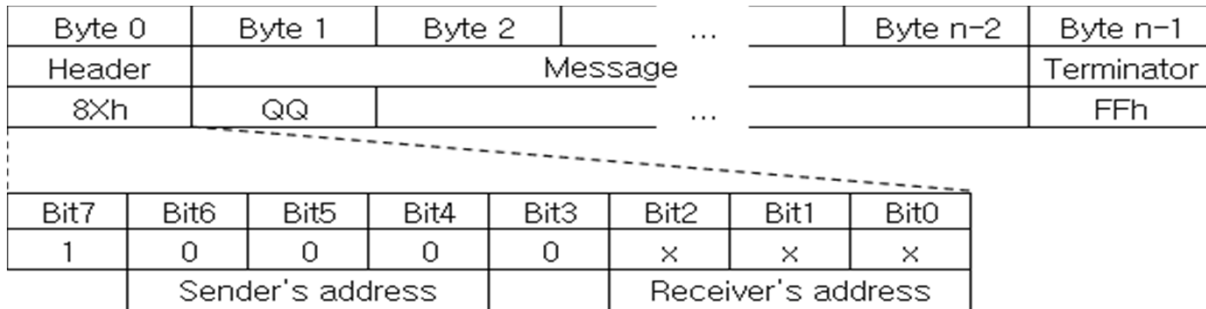 Byte 0 Byte 1 Byte 2 ... Byte n-2 Byte n-1
Header Message Terminator
8Xh QQ ... FFh
Bit7 Bit6 Bit5 Bit4 Bit3 Bit2 Bit1 Bit0
1 0 0 0 0 x x x
Sender's address Receiver's address